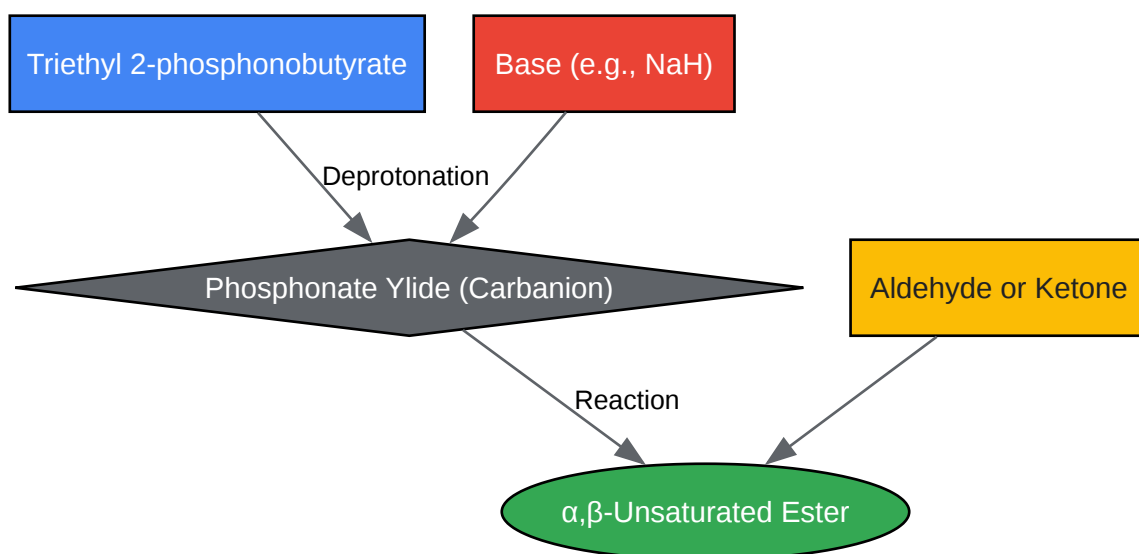 Triethyl 2-phosphonobutyrate
Base (e.g., NaH)
Deprotonation
Phosphonate Ylide (Carbanion)
Aldehyde or Ketone
Reaction
α,β-Unsaturated Ester